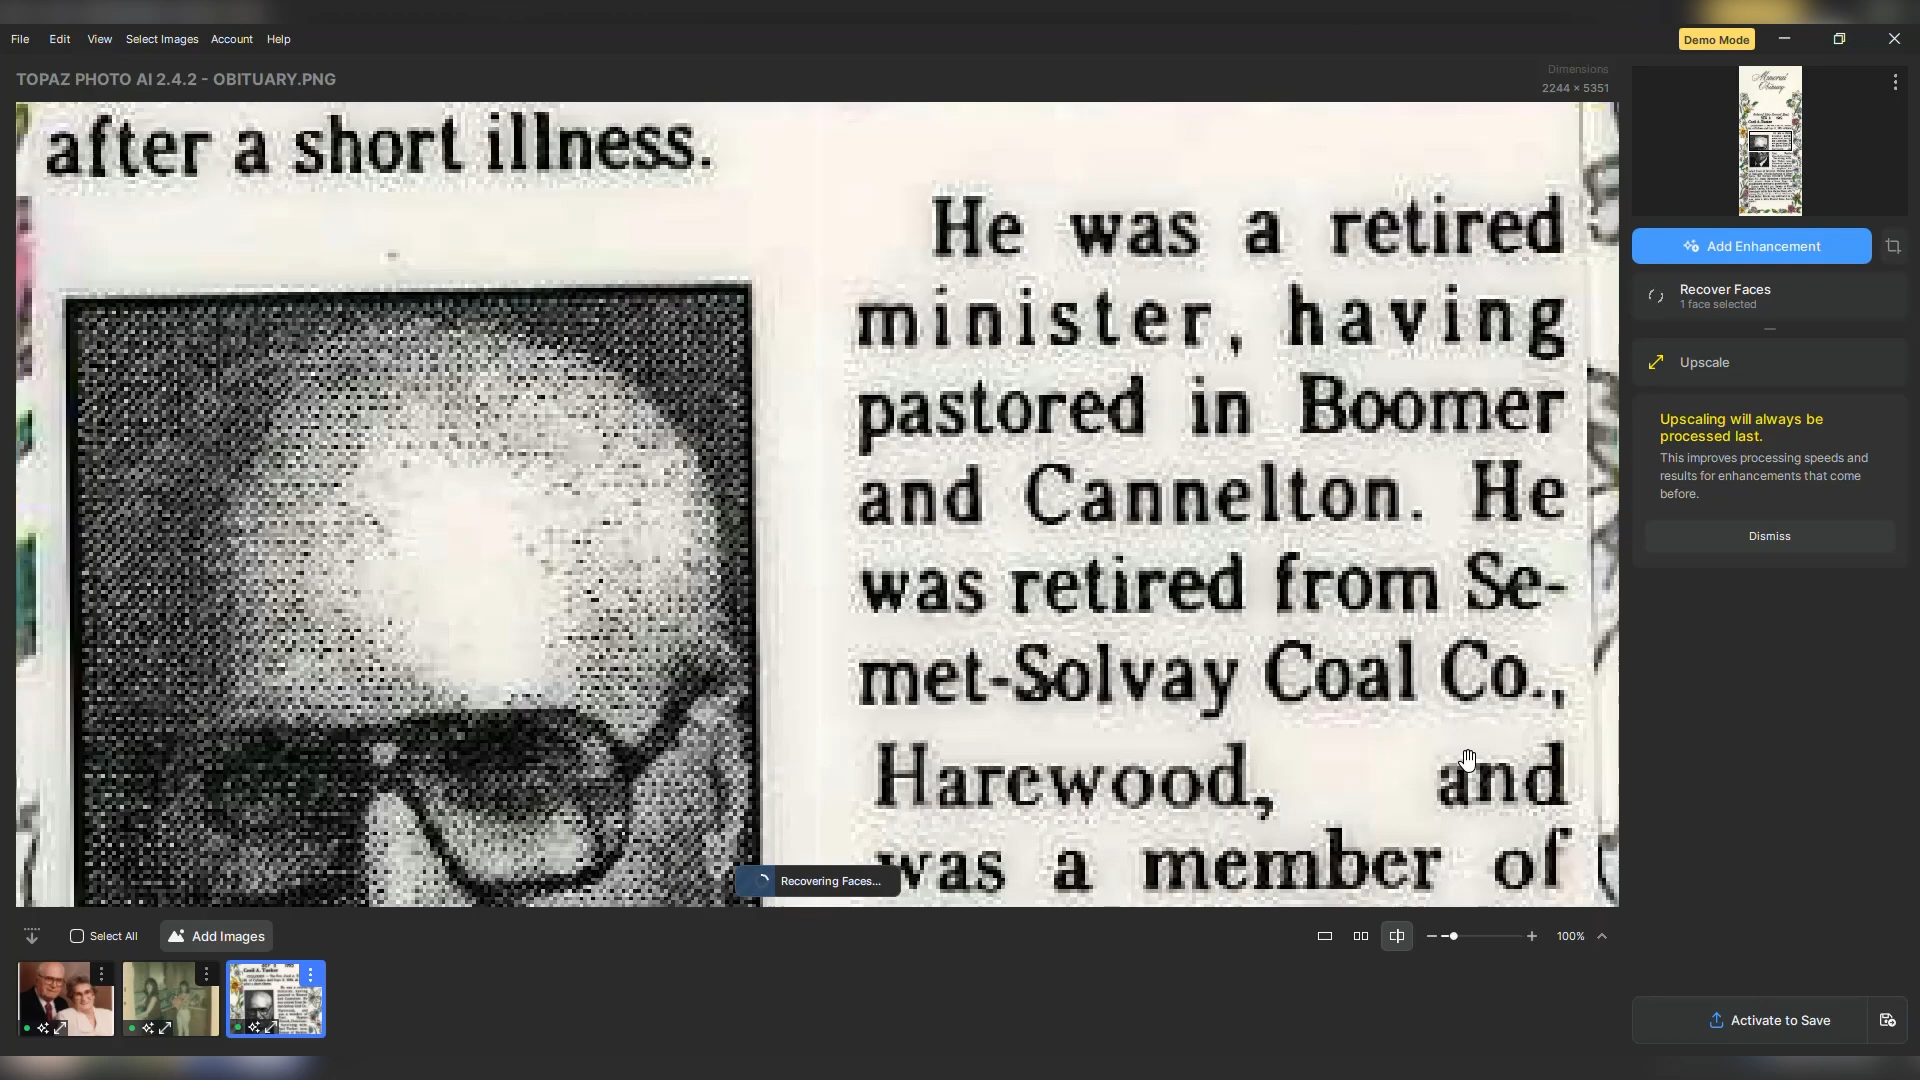 File Edit View Select Images Account Help
Demo Mode
TOPAZ PHOTO AI 2.4.2 - OBITUARY.PNG
Dimensions
2244 × 5351
after a short illness.
He was a retired
minister, having
pastored in Boomer
and Cannelton. He
was retired from Se-
met-Solvay Coal Co.,
Harewood, and
was a member of
Recovering Faces...
Memorial
Obituary
Add Enhancement
Recover Faces
1 face selected
Upscale
Upscaling will always be
processed last.
This improves processing speeds and
results for enhancements that come
before.
Dismiss
Select All
Add Images
100%
Cecil A. Tucker
Activate to Save